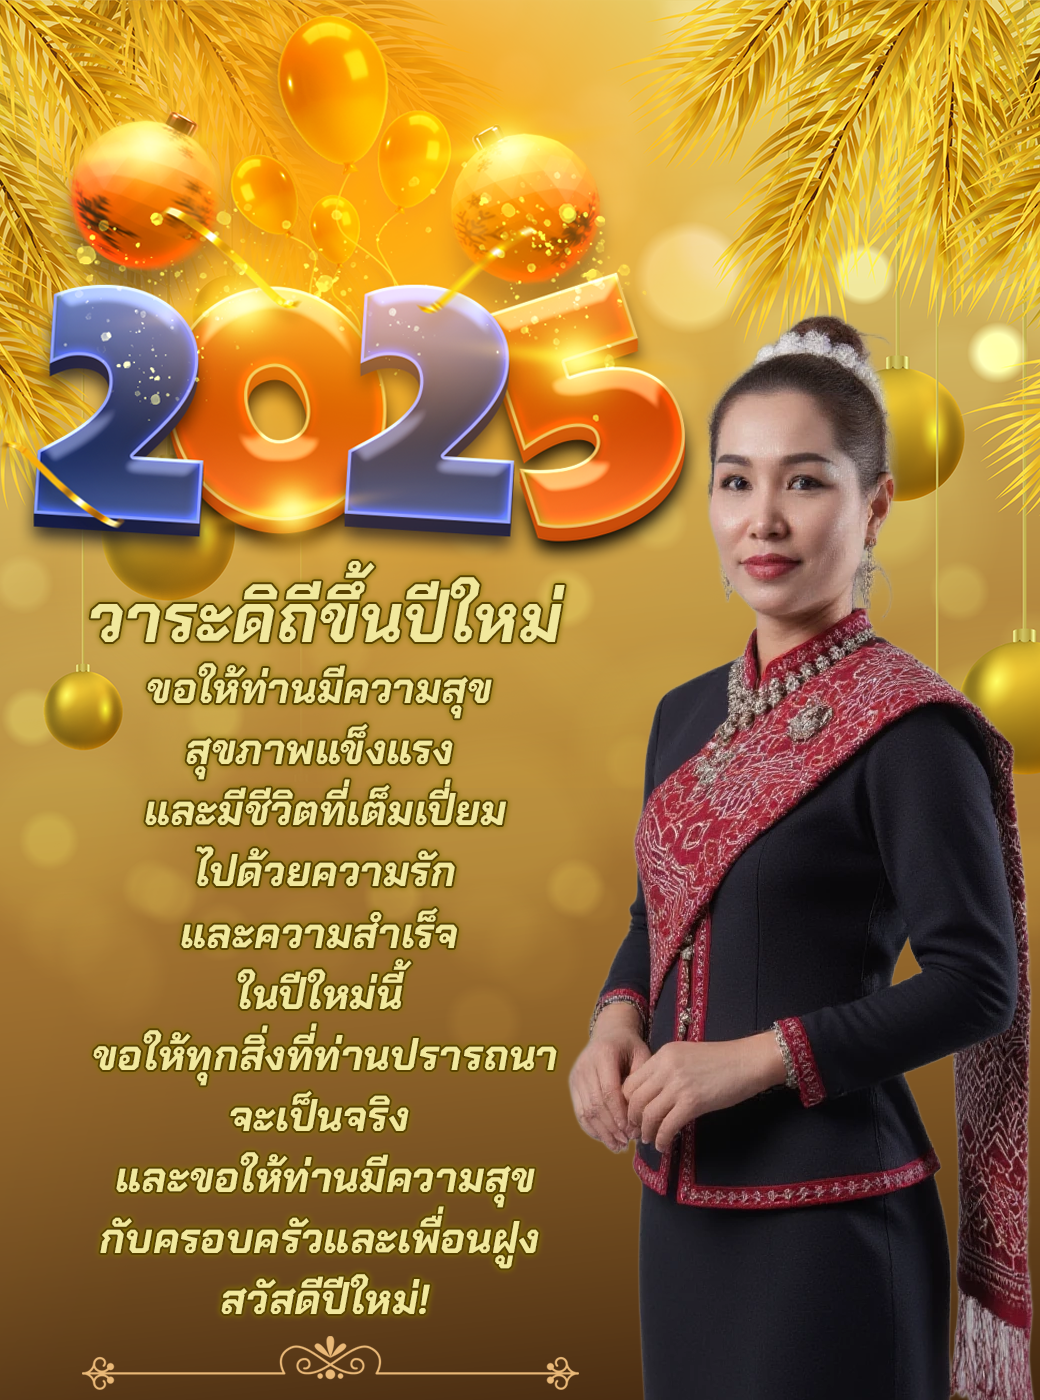 2025
วาระดิถีขึ้นปีใหม่
ขอให้ท่านมีความสุข
สุขภาพแข็งแรง
และมีชีวิตที่เต็มเปี่ยม
ไปด้วยความรัก
และความสำเร็จ
ในปีใหม่นี้
ขอให้ทุกสิ่งที่ท่านปรารถนา
จะเป็นจริง
และขอให้ท่านมีความสุข
กับครอบครัวและเพื่อนฝูง
สวัสดีปีใหม่!